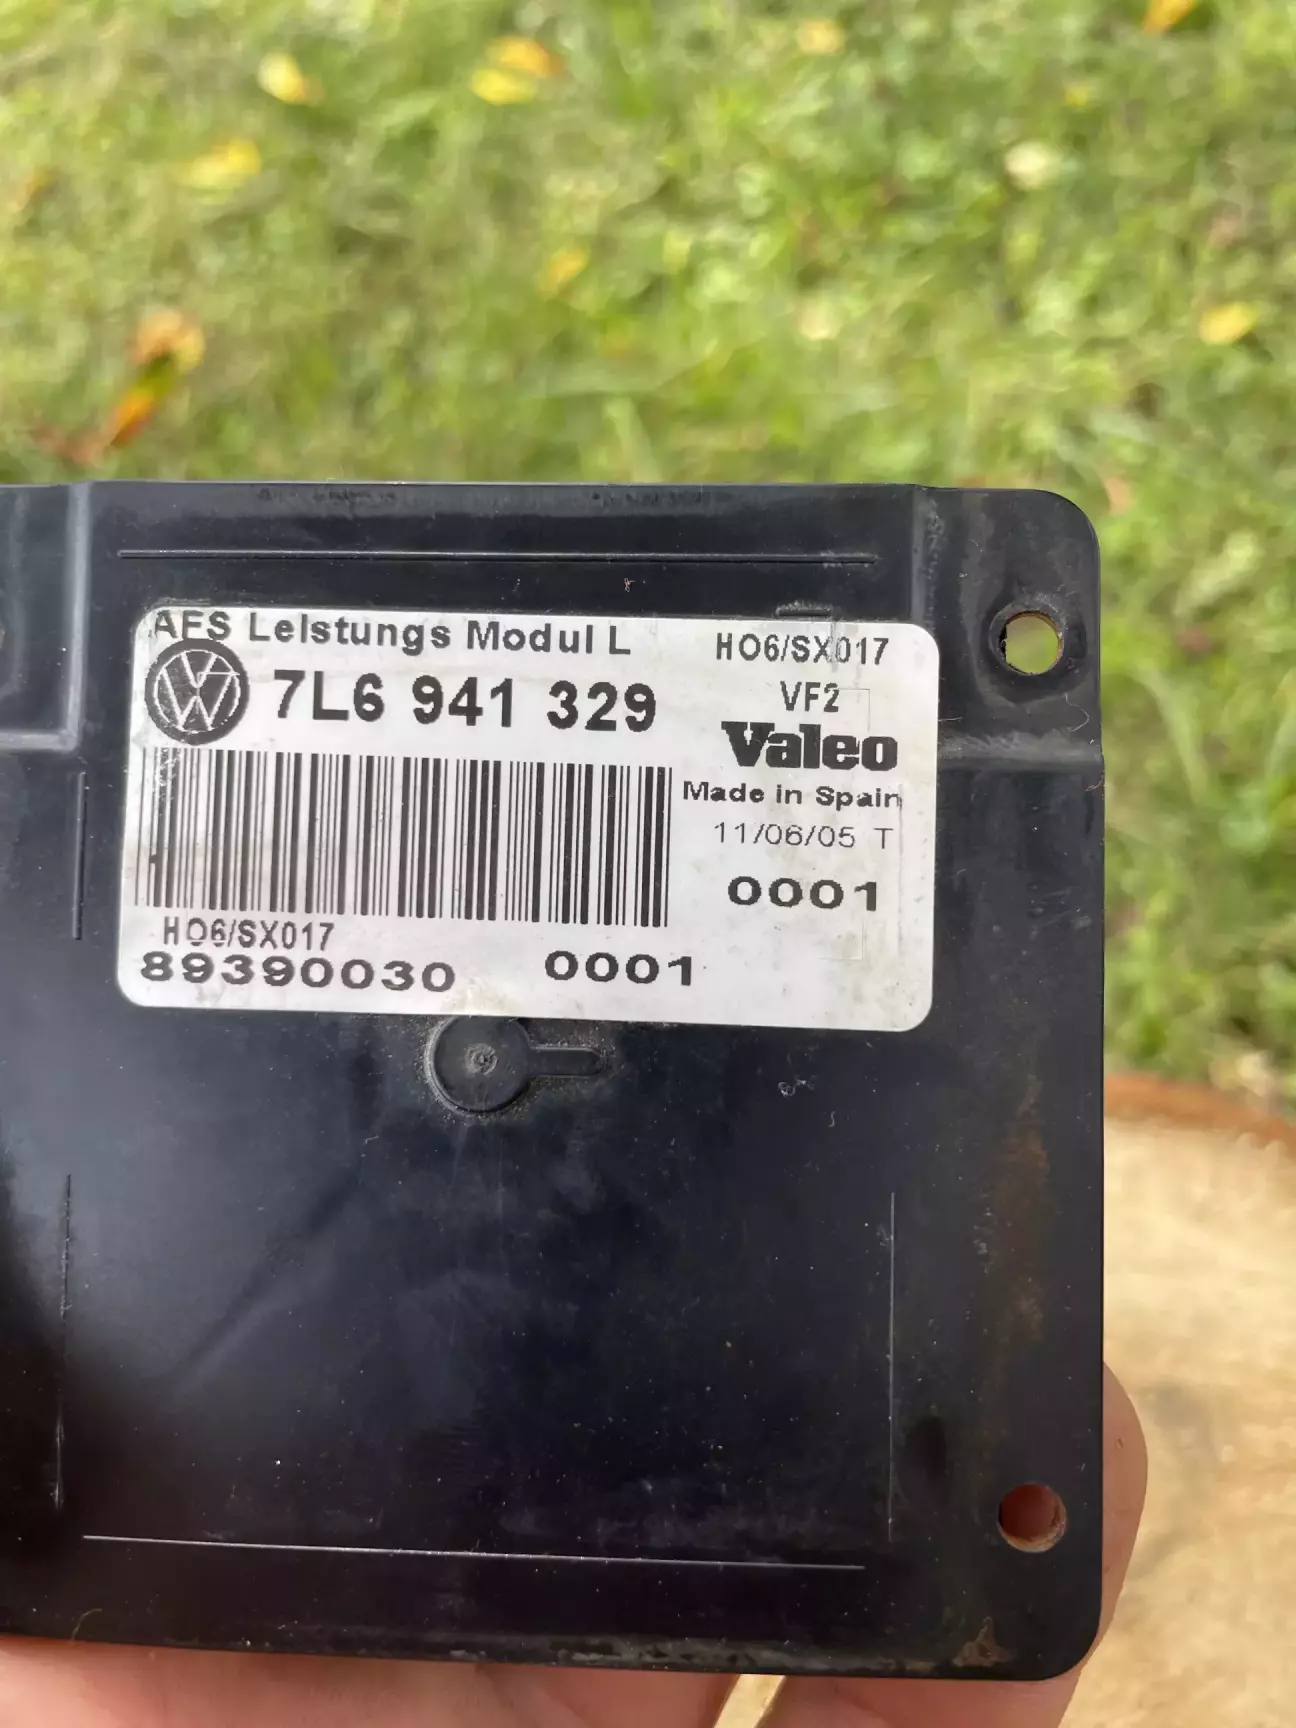 AFS Leistungs Modul L
7L6 941 329
HO6/SX017
VF2
Valeo
Made in Spain
11/06/05 T
0001
HO6/SX017
89390030 0001